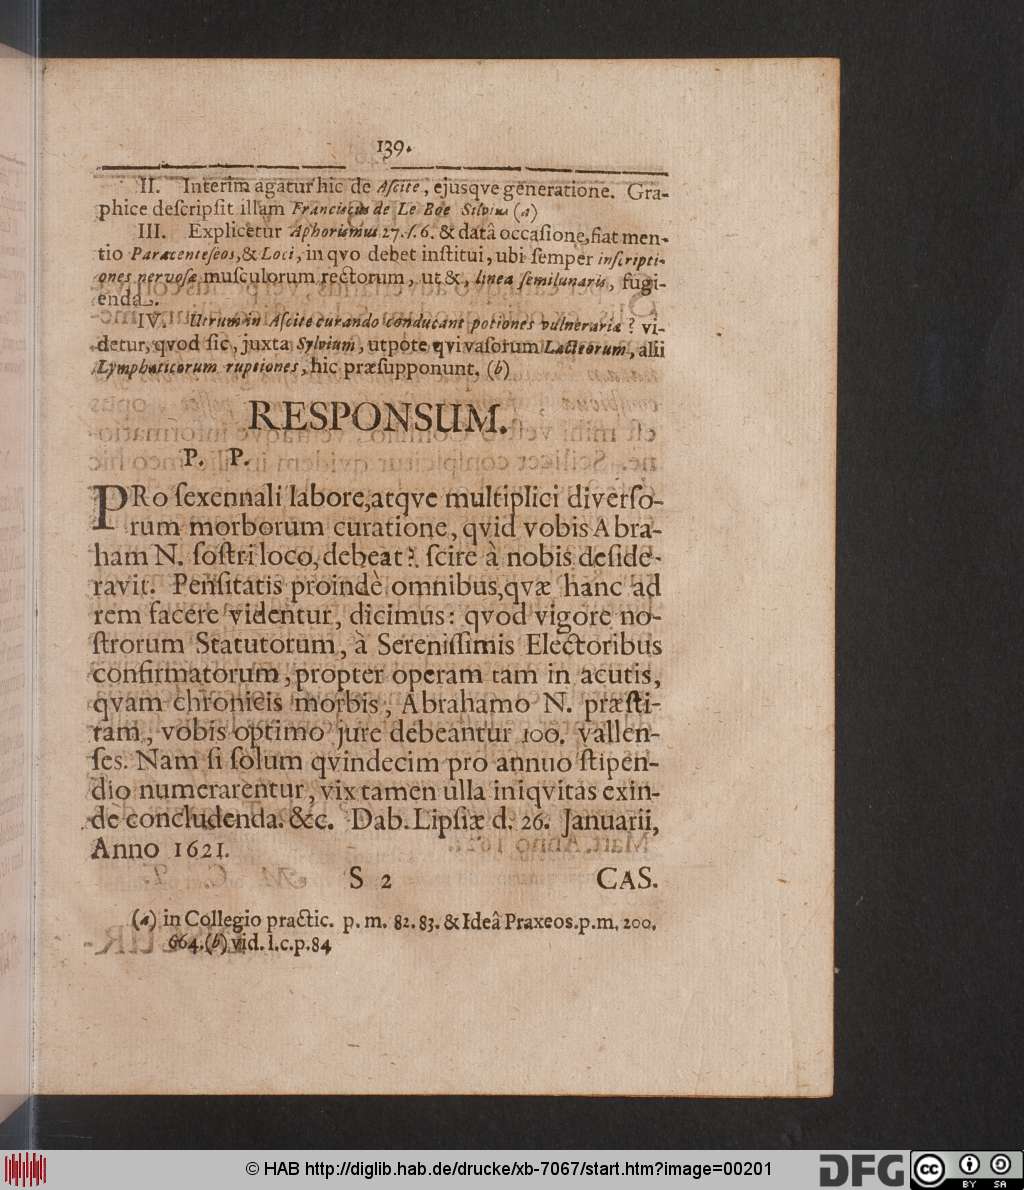 139.
II. Interim agatur hic de Aſcite, ejusqve generatione. Gra-
phice deſcripſit illam Franciſcus de Le Boe Silvius (a)
III. Explicetur Aphoriſmus 27. ſ. 6. & datâ occaſione, fiat men-
tio Paracenteſeos, & Loci, in qvo debet inſtitui, ubi ſemper inſcripti-
ones nervoſæ muſculorum rectorum, ut &, linea ſemilunaris, fugi-
enda.
IV. Utrum in Aſcite curando conducant potiones vulnerariæ? vi-
detur, qvod ſic, juxta Sylvium, utpote qvi vaſorum Lacteorum, alii
Lymphaticorum ruptiones, hic præſupponunt. (b)
RESPONSUM.
P. P.
PRo ſexennali labore, atqve multiplici diverſo-
rum morborum curatione, qvid vobis Abra-
ham N. ſoſtri loco, debeat? ſcire à nobis deſide-
ravit. Penſitatis proindè omnibus, qvæ hanc ad
rem facere videntur, dicimus: qvod vigore no-
ſtrorum Statutorum, à Sereniſſimis Electoribus
confirmatorum, propter operam tam in acutis,
qvam chronicis morbis, Abrahamo N. præſti-
tam, vobis optimo jure debeantur 100. vallen-
ſes. Nam ſi ſolum qvindecim pro annuo ſtipen-
dio numerarentur, vix tamen ulla iniqvitas exin-
dè concludenda. &c. Dab. Lipſiæ d. 26. Januarii,
Anno 1621.
S 2 CAS.
(a) in Collegio practic. p. m. 82. 83. & Ideâ Praxeos. p. m. 200.
664. (b) vid. l. c. p. 84
© HAB http://diglib.hab.de/drucke/xb-7067/start.htm?image=00201
DFG
cc BY SA